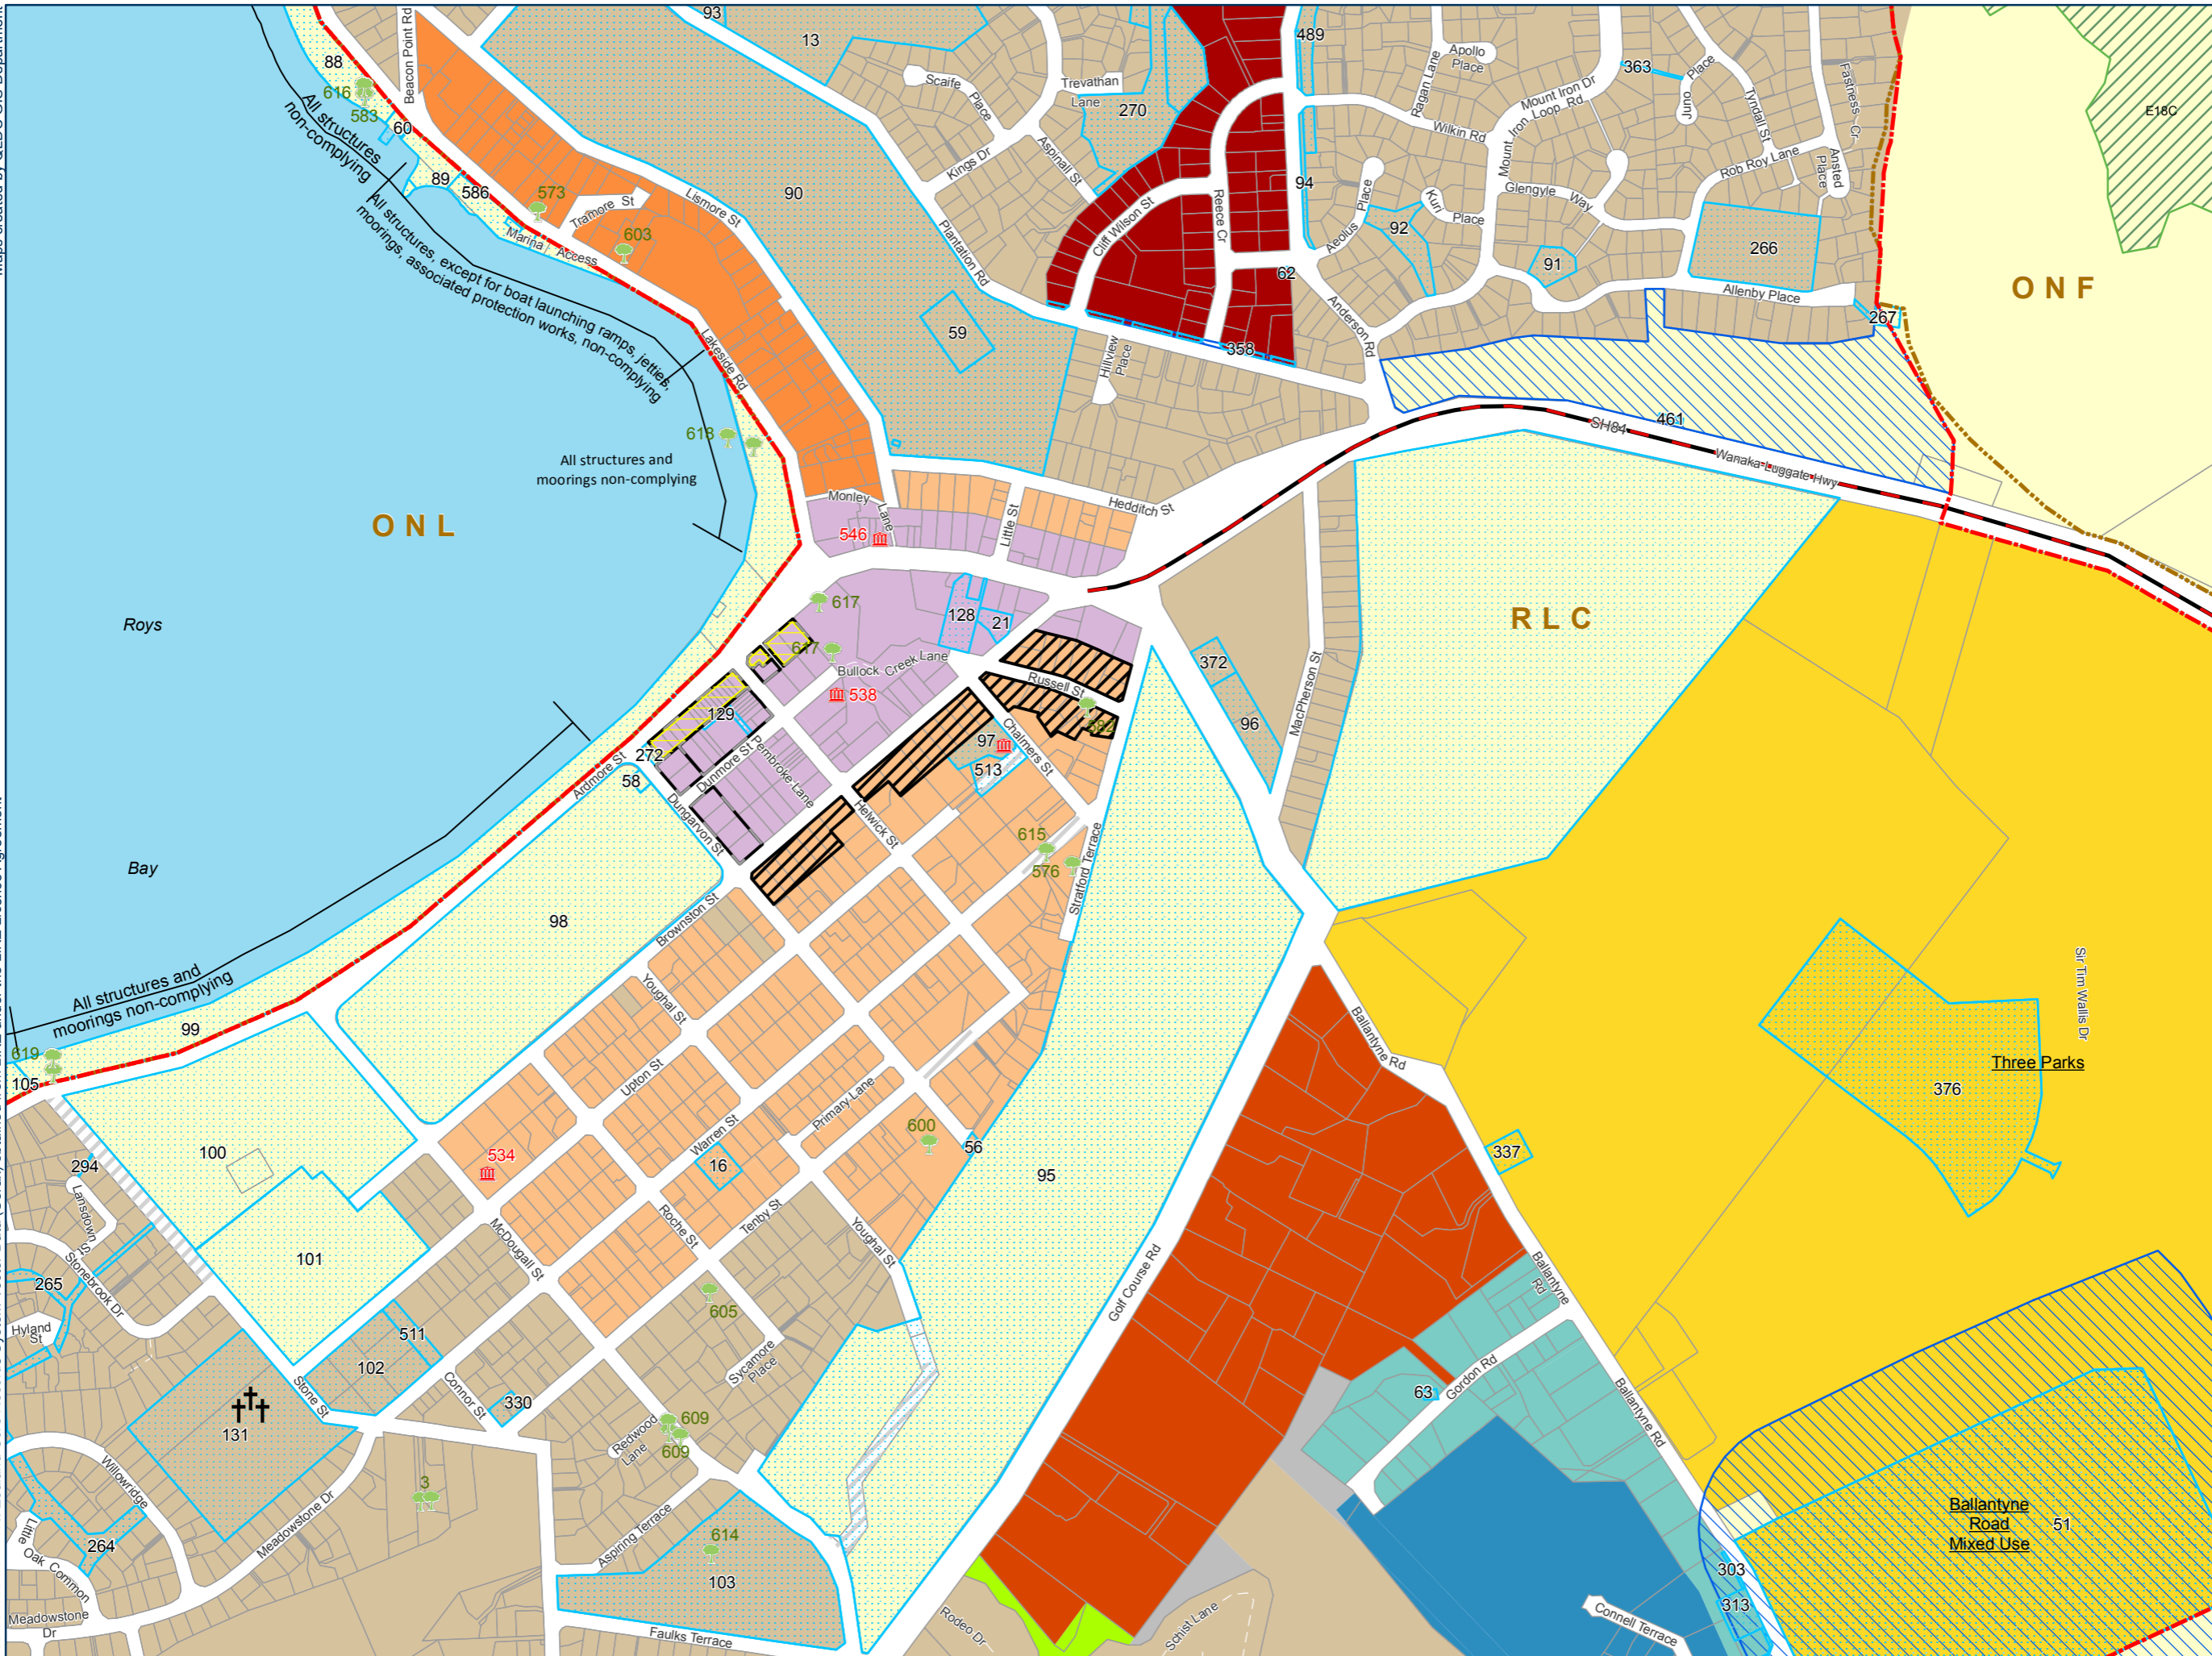 93
13
489
88
616
583
60
Beacon Point Rd
Scaife Place
Trevathan
Lane
270
Apollo
Place
Ragan Lane
363
Mount Iron Dr
Iron Loop Rd
Mount
Juno Place
Tyndall St
Fastness Cr
E18C
All structures
non-complying
89
586
573
Tramore St
603
Marina Access
Lismore St
90
Kings Dr
Aspinall St
Plantation Rd
Cliff Wilson St
Reece Cr
94
Wilkin Rd
Glengyle Way
Kuri Place
Aeolus Place
92
91
62
Rob Roy Lane
Ansted
Place
266
Allenby Place
267
ONF
All structures, except for boat launching ramps, jetties,
moorings, associated protection works, non-complying
Lakeside Rd
59
Hillview
Place
358
Anderson Rd
461
SH84
Wanaka-Luggate Hwy
618
All structures and
moorings non-complying
ONL
Monley
Lane
546
Little St
Hedditch St
Roys
617
128
21
RLC
617
Bullock Creek Lane
538
Russell St
582
372
96
MacPherson St
129
272
58
Ardmore St
Dunmore St
Pembroke Lane
Dungarvon St
97
513
Chalmers St
Helwick St
615
576
Stratford Terrace
Bay
98
Brownston St
All structures and
moorings non-complying
99
619
105
Youghal St
Upton St
Warren St
Primary Lane
600
56
95
Ballantyne Rd
Sir Tim Wallis Dr
Three Parks
376
337
100
294
Lansdown St
101
534
16
Roche St
Tenby St
Youghal St
McDougall St
265
Stonebrook Dr
Hyland
St
605
Sycamore
Place
Golf Course Rd
Ballantyne
Rd
511
102
Connor St
330
Stone St
131
Redwood
Lane
609
609
63
Gordon Rd
Ballantyne Rd
Willowridge
3
Meadowstone Dr
264
Little
Oak Common
Meadowstone
Dr
Aspiring Terrace
614
103
Faulks Terrace
Rodeo Dr
Schist Lane
Connell Terrace
Ballantyne
Road
Mixed Use
51
303
313